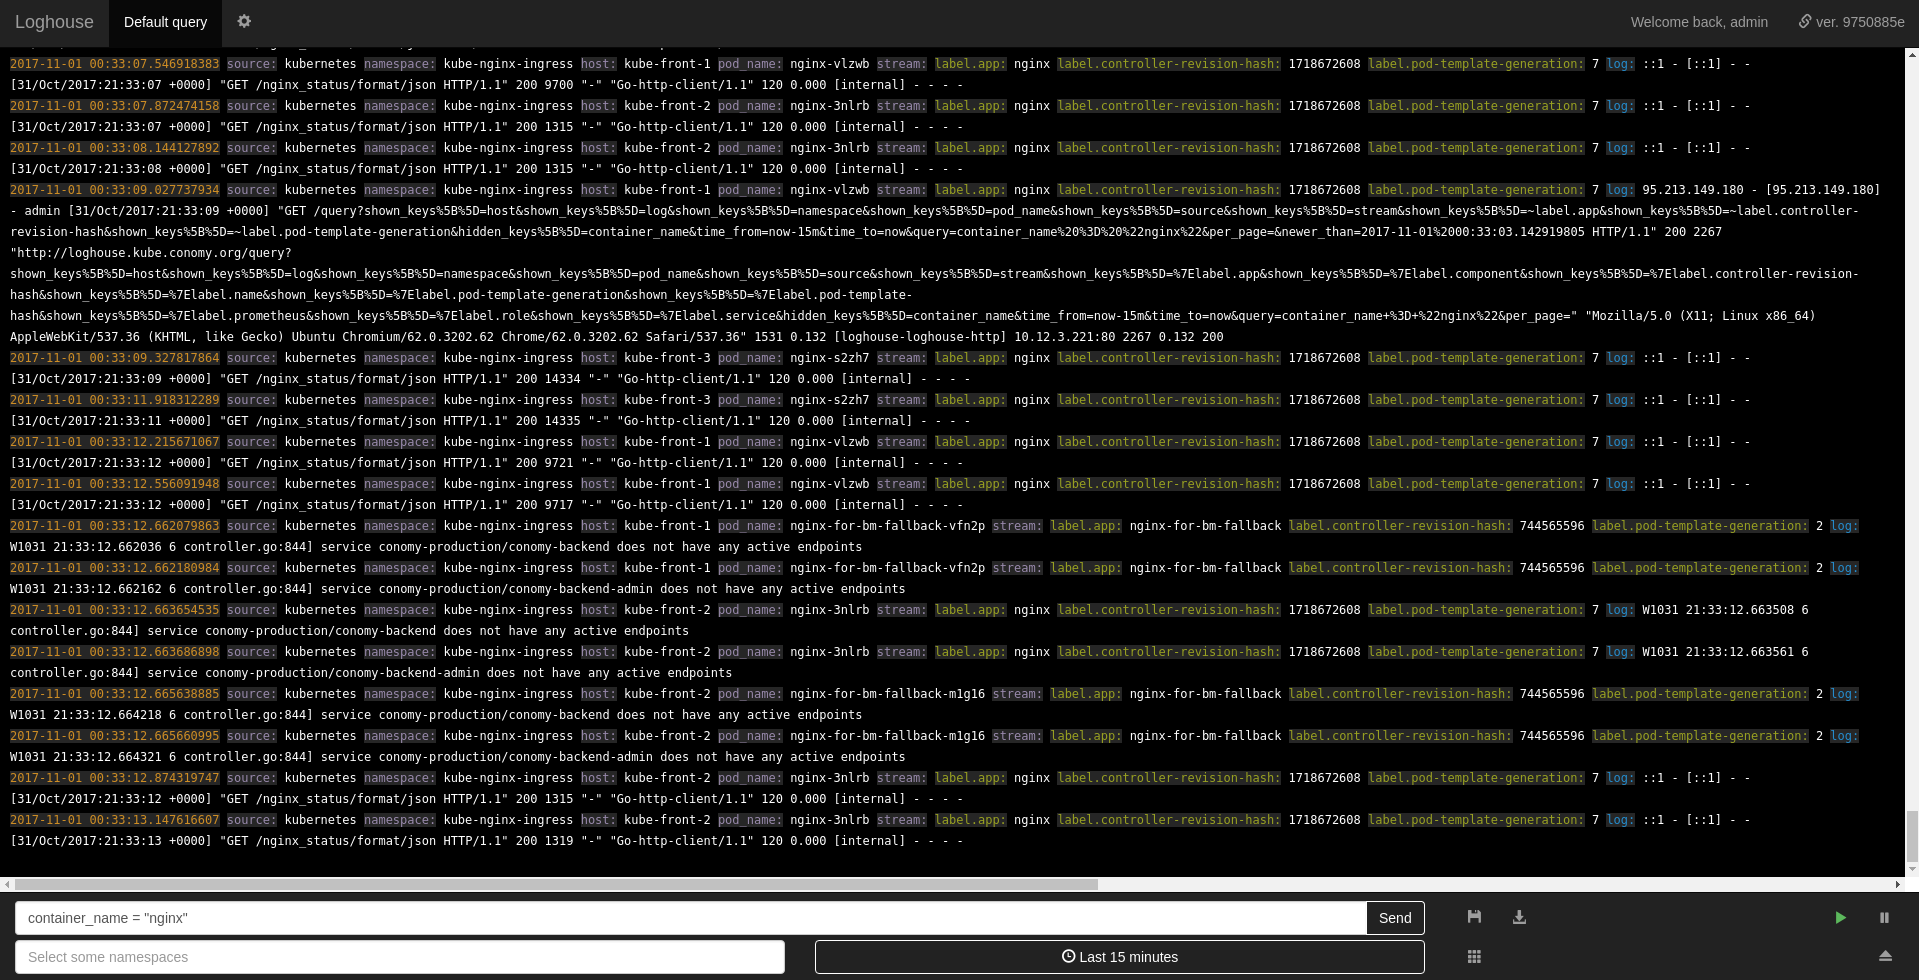 Loghouse Default query Welcome back, admin ver. 9750885e
2017-11-01 00:33:07.546918383 source: kubernetes namespace: kube-nginx-ingress host: kube-front-1 pod_name: nginx-vlzwb stream: label.app: nginx label.controller-revision-hash: 1718672608 label.pod-template-generation: 7 log: ::1 - [::1] - -
[31/Oct/2017:21:33:07 +0000] "GET /nginx_status/format/json HTTP/1.1" 200 9700 "-" "Go-http-client/1.1" 120 0.000 [internal] - - - -
2017-11-01 00:33:07.872474158 source: kubernetes namespace: kube-nginx-ingress host: kube-front-2 pod_name: nginx-3nlrb stream: label.app: nginx label.controller-revision-hash: 1718672608 label.pod-template-generation: 7 log: ::1 - [::1] - -
[31/Oct/2017:21:33:07 +0000] "GET /nginx_status/format/json HTTP/1.1" 200 1315 "-" "Go-http-client/1.1" 120 0.000 [internal] - - - -
2017-11-01 00:33:08.144127892 source: kubernetes namespace: kube-nginx-ingress host: kube-front-2 pod_name: nginx-3nlrb stream: label.app: nginx label.controller-revision-hash: 1718672608 label.pod-template-generation: 7 log: ::1 - [::1] - -
[31/Oct/2017:21:33:08 +0000] "GET /nginx_status/format/json HTTP/1.1" 200 1315 "-" "Go-http-client/1.1" 120 0.000 [internal] - - - -
2017-11-01 00:33:09.027737934 source: kubernetes namespace: kube-nginx-ingress host: kube-front-1 pod_name: nginx-vlzwb stream: label.app: nginx label.controller-revision-hash: 1718672608 label.pod-template-generation: 7 log: 95.213.149.180 - [95.213.149.180]
- admin [31/Oct/2017:21:33:09 +0000] "GET /query?shown_keys%5B%5D=host&shown_keys%5B%5D=log&shown_keys%5B%5D=namespace&shown_keys%5B%5D=pod_name&shown_keys%5B%5D=source&shown_keys%5B%5D=stream&shown_keys%5B%5D=~label.app&shown_keys%5B%5D=~label.controller-
revision-hash&shown_keys%5B%5D=~label.pod-template-generation&hidden_keys%5B%5D=container_name&time_from=now-15m&time_to=now&query=container_name%20%3D%20%22nginx%22&per_page=&newer_than=2017-11-01%2000:33:03.142919805 HTTP/1.1" 200 2267
"http://loghouse.kube.conomy.org/query?
shown_keys%5B%5D=host&shown_keys%5B%5D=log&shown_keys%5B%5D=namespace&shown_keys%5B%5D=pod_name&shown_keys%5B%5D=source&shown_keys%5B%5D=stream&shown_keys%5B%5D=%7Elabel.app&shown_keys%5B%5D=%7Elabel.component&shown_keys%5B%5D=%7Elabel.controller-revision-
hash&shown_keys%5B%5D=%7Elabel.name&shown_keys%5B%5D=%7Elabel.pod-template-generation&shown_keys%5B%5D=%7Elabel.pod-template-
hash&shown_keys%5B%5D=%7Elabel.prometheus&shown_keys%5B%5D=%7Elabel.role&shown_keys%5B%5D=%7Elabel.service&hidden_keys%5B%5D=container_name&time_from=now-15m&time_to=now&query=container_name+%3D+%22nginx%22&per_page=" "Mozilla/5.0 (X11; Linux x86_64)
AppleWebKit/537.36 (KHTML, like Gecko) Ubuntu Chromium/62.0.3202.62 Chrome/62.0.3202.62 Safari/537.36" 1531 0.132 [loghouse-loghouse-http] 10.12.3.221:80 2267 0.132 200
2017-11-01 00:33:09.327817864 source: kubernetes namespace: kube-nginx-ingress host: kube-front-3 pod_name: nginx-s2zh7 stream: label.app: nginx label.controller-revision-hash: 1718672608 label.pod-template-generation: 7 log: ::1 - [::1] - -
[31/Oct/2017:21:33:09 +0000] "GET /nginx_status/format/json HTTP/1.1" 200 14334 "-" "Go-http-client/1.1" 120 0.000 [internal] - - - -
2017-11-01 00:33:11.918312289 source: kubernetes namespace: kube-nginx-ingress host: kube-front-3 pod_name: nginx-s2zh7 stream: label.app: nginx label.controller-revision-hash: 1718672608 label.pod-template-generation: 7 log: ::1 - [::1] - -
[31/Oct/2017:21:33:11 +0000] "GET /nginx_status/format/json HTTP/1.1" 200 14335 "-" "Go-http-client/1.1" 120 0.000 [internal] - - - -
2017-11-01 00:33:12.215671067 source: kubernetes namespace: kube-nginx-ingress host: kube-front-1 pod_name: nginx-vlzwb stream: label.app: nginx label.controller-revision-hash: 1718672608 label.pod-template-generation: 7 log: ::1 - [::1] - -
[31/Oct/2017:21:33:12 +0000] "GET /nginx_status/format/json HTTP/1.1" 200 9721 "-" "Go-http-client/1.1" 120 0.000 [internal] - - - -
2017-11-01 00:33:12.556091948 source: kubernetes namespace: kube-nginx-ingress host: kube-front-1 pod_name: nginx-vlzwb stream: label.app: nginx label.controller-revision-hash: 1718672608 label.pod-template-generation: 7 log: ::1 - [::1] - -
[31/Oct/2017:21:33:12 +0000] "GET /nginx_status/format/json HTTP/1.1" 200 9717 "-" "Go-http-client/1.1" 120 0.000 [internal] - - - -
2017-11-01 00:33:12.662079863 source: kubernetes namespace: kube-nginx-ingress host: kube-front-1 pod_name: nginx-for-bm-fallback-vfn2p stream: label.app: nginx-for-bm-fallback label.controller-revision-hash: 744565596 label.pod-template-generation: 2 log:
W1031 21:33:12.662036 6 controller.go:844] service conomy-production/conomy-backend does not have any active endpoints
2017-11-01 00:33:12.662180984 source: kubernetes namespace: kube-nginx-ingress host: kube-front-1 pod_name: nginx-for-bm-fallback-vfn2p stream: label.app: nginx-for-bm-fallback label.controller-revision-hash: 744565596 label.pod-template-generation: 2 log:
W1031 21:33:12.662162 6 controller.go:844] service conomy-production/conomy-backend-admin does not have any active endpoints
2017-11-01 00:33:12.663654535 source: kubernetes namespace: kube-nginx-ingress host: kube-front-2 pod_name: nginx-3nlrb stream: label.app: nginx label.controller-revision-hash: 1718672608 label.pod-template-generation: 7 log: W1031 21:33:12.663508 6
controller.go:844] service conomy-production/conomy-backend does not have any active endpoints
2017-11-01 00:33:12.663686898 source: kubernetes namespace: kube-nginx-ingress host: kube-front-2 pod_name: nginx-3nlrb stream: label.app: nginx label.controller-revision-hash: 1718672608 label.pod-template-generation: 7 log: W1031 21:33:12.663561 6
controller.go:844] service conomy-production/conomy-backend-admin does not have any active endpoints
2017-11-01 00:33:12.665638885 source: kubernetes namespace: kube-nginx-ingress host: kube-front-2 pod_name: nginx-for-bm-fallback-m1g16 stream: label.app: nginx-for-bm-fallback label.controller-revision-hash: 744565596 label.pod-template-generation: 2 log:
W1031 21:33:12.664218 6 controller.go:844] service conomy-production/conomy-backend does not have any active endpoints
2017-11-01 00:33:12.665660995 source: kubernetes namespace: kube-nginx-ingress host: kube-front-2 pod_name: nginx-for-bm-fallback-m1g16 stream: label.app: nginx-for-bm-fallback label.controller-revision-hash: 744565596 label.pod-template-generation: 2 log:
W1031 21:33:12.664321 6 controller.go:844] service conomy-production/conomy-backend-admin does not have any active endpoints
2017-11-01 00:33:12.874319747 source: kubernetes namespace: kube-nginx-ingress host: kube-front-2 pod_name: nginx-3nlrb stream: label.app: nginx label.controller-revision-hash: 1718672608 label.pod-template-generation: 7 log: ::1 - [::1] - -
[31/Oct/2017:21:33:12 +0000] "GET /nginx_status/format/json HTTP/1.1" 200 1315 "-" "Go-http-client/1.1" 120 0.000 [internal] - - - -
2017-11-01 00:33:13.147616607 source: kubernetes namespace: kube-nginx-ingress host: kube-front-2 pod_name: nginx-3nlrb stream: label.app: nginx label.controller-revision-hash: 1718672608 label.pod-template-generation: 7 log: ::1 - [::1] - -
[31/Oct/2017:21:33:13 +0000] "GET /nginx_status/format/json HTTP/1.1" 200 1319 "-" "Go-http-client/1.1" 120 0.000 [internal] - - - -
container_name = "nginx" Send
Select some namespaces Last 15 minutes